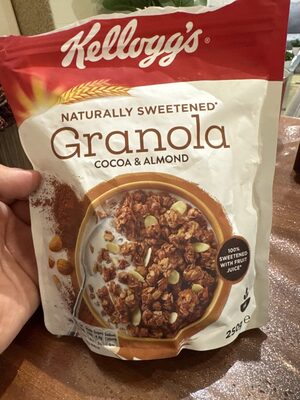 Kellogg's®
NATURALLY SWEETENED*
Granola
COCOA & ALMOND
100%
SWEETENED
WITH FRUIT
JUICE*
250g e